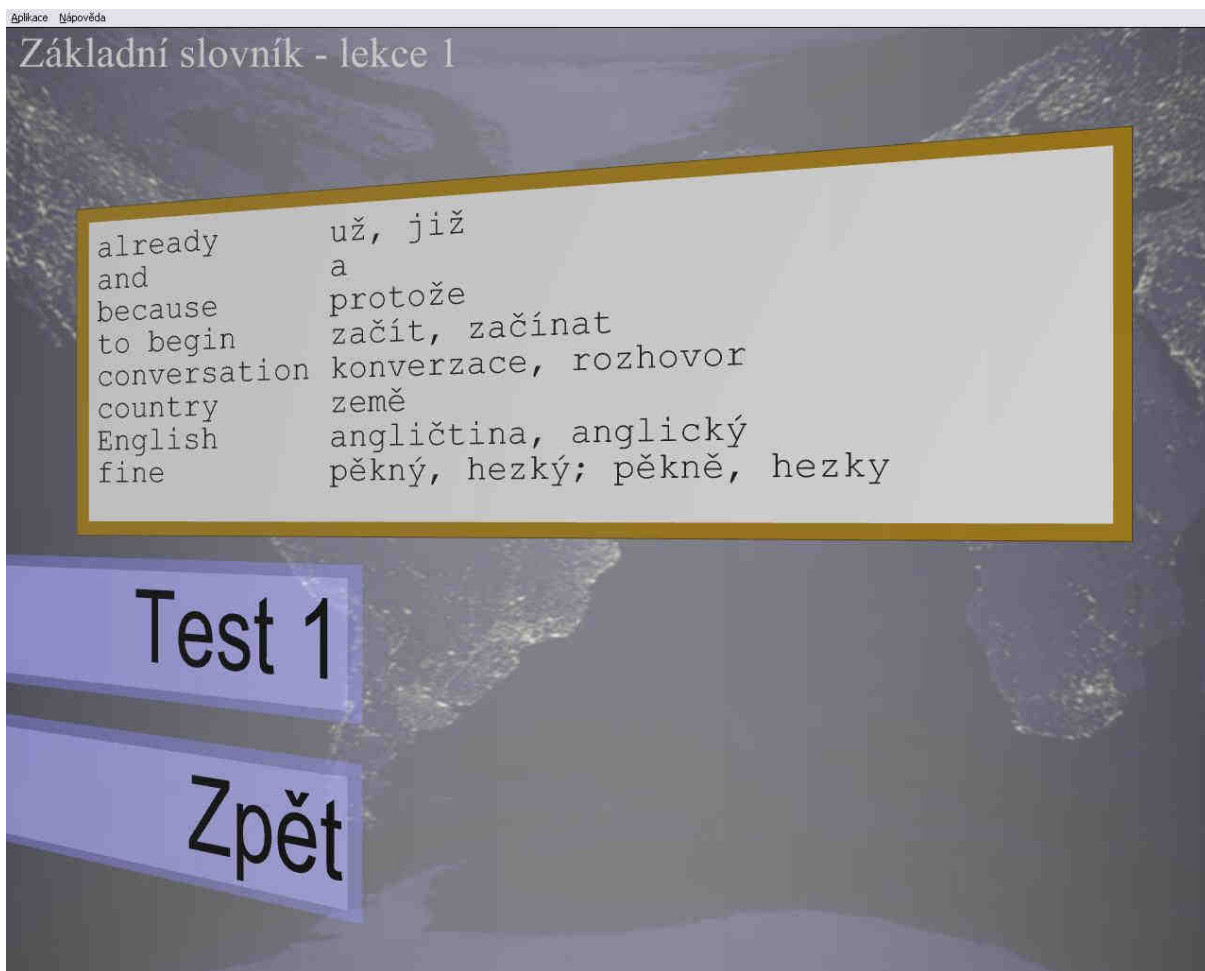 Aplikace Nápověda
Základní slovník - lekce 1
already už, již
and a
because protože
to begin začít, začínat
conversation konverzace, rozhovor
country země
English angličtina, anglický
fine pěkný, hezký; pěkně, hezky
Test 1
Zpět